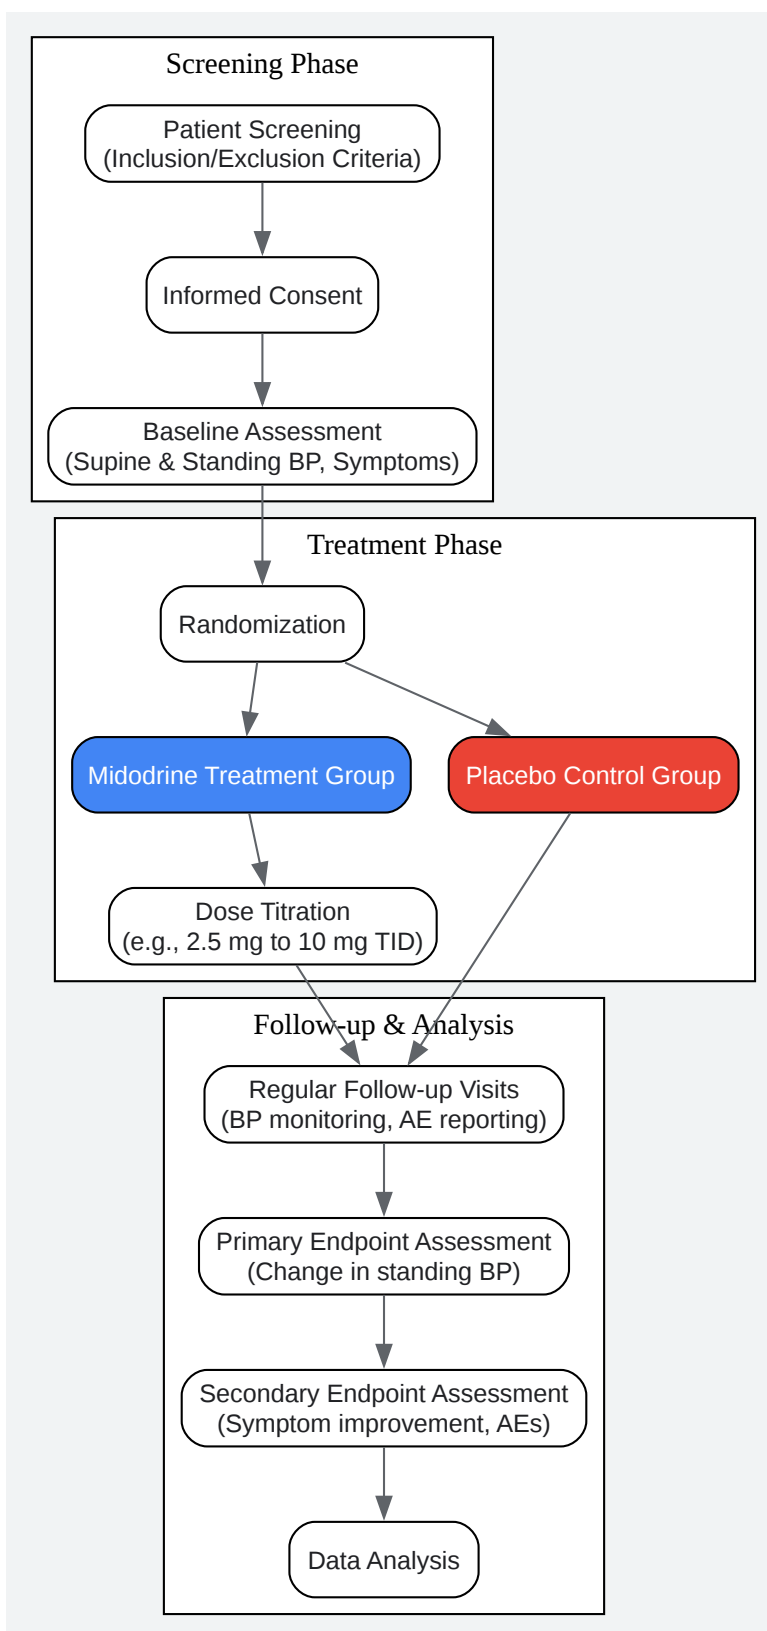 Screening Phase
Patient Screening
(Inclusion/Exclusion Criteria)
Informed Consent
Baseline Assessment
(Supine & Standing BP, Symptoms)
Treatment Phase
Randomization
Midodrine Treatment Group
Placebo Control Group
Dose Titration
(e.g., 2.5 mg to 10 mg TID)
Follow-up & Analysis
Regular Follow-up Visits
(BP monitoring, AE reporting)
Primary Endpoint Assessment
(Change in standing BP)
Secondary Endpoint Assessment
(Symptom improvement, AEs)
Data Analysis